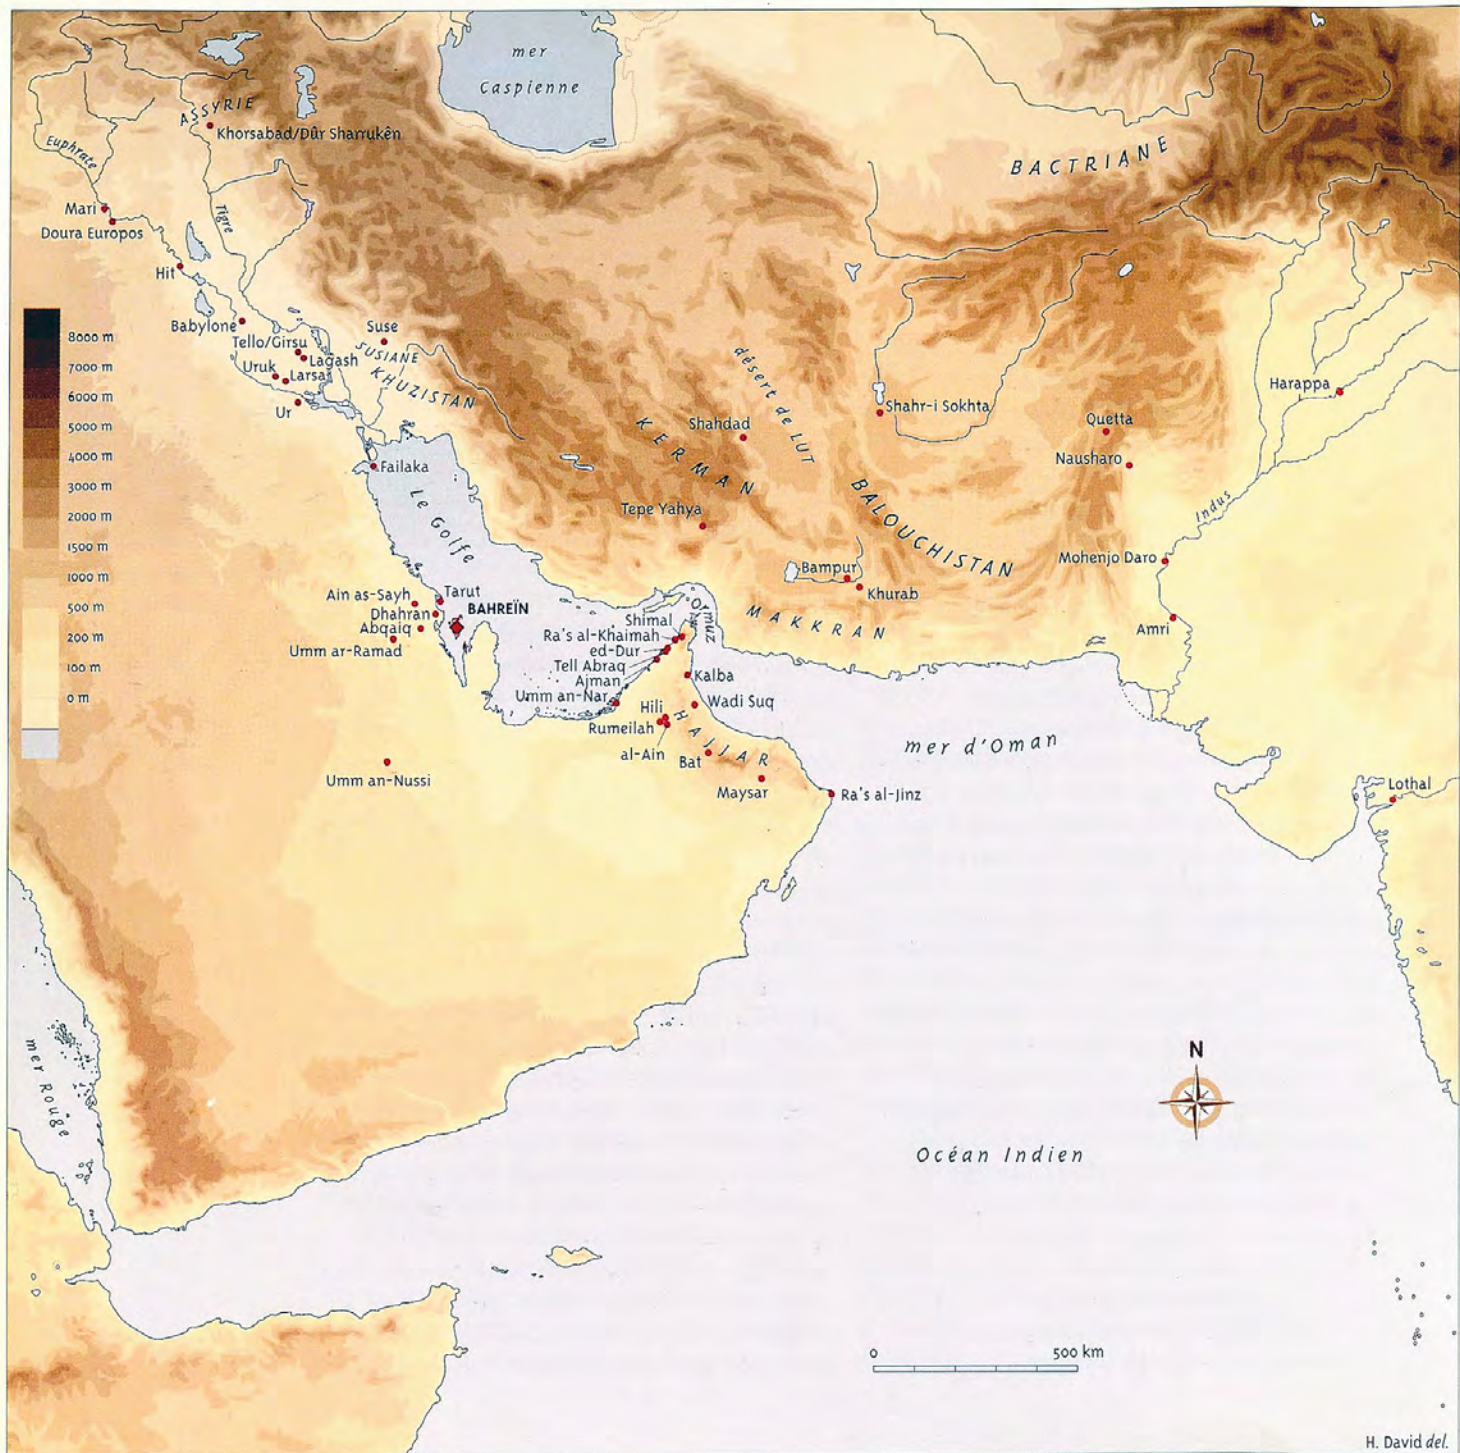 mer
Caspienne
ASSYRIE
Khorsabad/Dûr Sharrukên
Euphrate
BACTRIANE
Mari
Tigre
Doura Europos
Hit
Babylone
Suse
Tello/Girsu
SUSIANE
Lagash
Uruk
Larsa
KHUZISTAN
Ur
désert de LUT
Harappa
Shahr-i Sokhta
Shahdad
Quetta
KERMAN
Nausharo
Failaka
Le Golfe
BALOUCHISTAN
Indus
Tepe Yahya
Mohenjo Daro
Bampur
Khurab
8000 m
7000 m
6000 m
5000 m
4000 m
3000 m
2000 m
1500 m
1000 m
500 m
200 m
100 m
0 m
Ain as-Sayh
Tarut
Dhahran
BAHREÏN
Abqaiq
Umm ar-Ramad
Ormuz
MAKKRAN
Shimal
Ra's al-Khaimah
ed-Dur
Tell Abraq
Ajman
Umm an-Nar
Amri
Kalba
Hili
Wadi Suq
Rumeilah
HAJJAR
al-Ain
Bat
mer d'Oman
Umm an-Nussi
Maysar
Ra's al-Jinz
Lothal
mer Rouge
N
Océan Indien
0
500 km
H. David del.